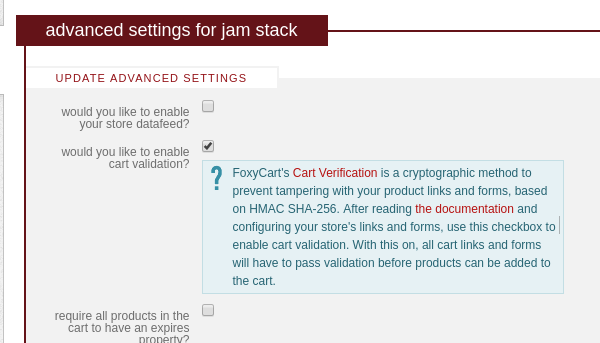 advanced settings for jam stack
UPDATE ADVANCED SETTINGS
would you like to enable
your store datafeed?
would you like to enable
cart validation?
? FoxyCart's Cart Verification is a cryptographic method to
prevent tampering with your product links and forms, based
on HMAC SHA-256. After reading the documentation and
configuring your store's links and forms, use this checkbox to
enable cart validation. With this on, all cart links and forms
will have to pass validation before products can be added to
the cart.
require all products in the
cart to have an expires
property?